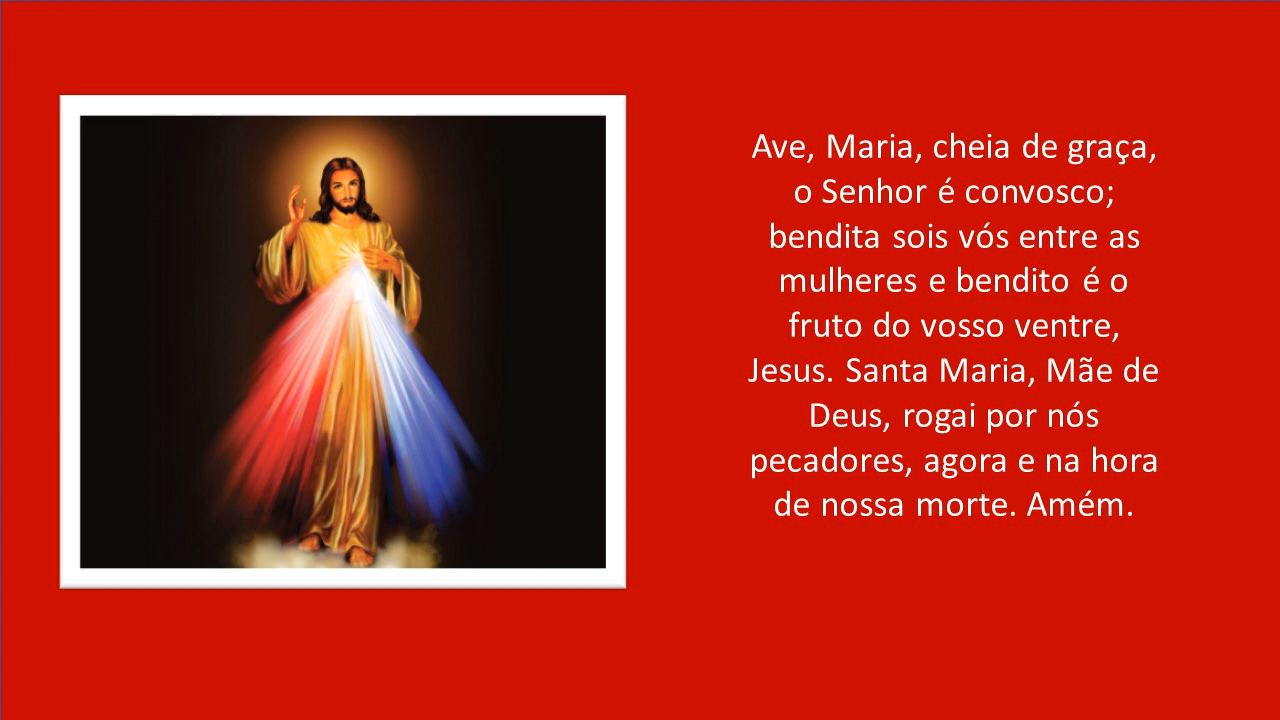 Ave, Maria, cheia de graça,
o Senhor é convosco;
bendita sois vós entre as
mulheres e bendito é o
fruto do vosso ventre,
Jesus. Santa Maria, Mãe de
Deus, rogai por nós
pecadores, agora e na hora
de nossa morte. Amém.